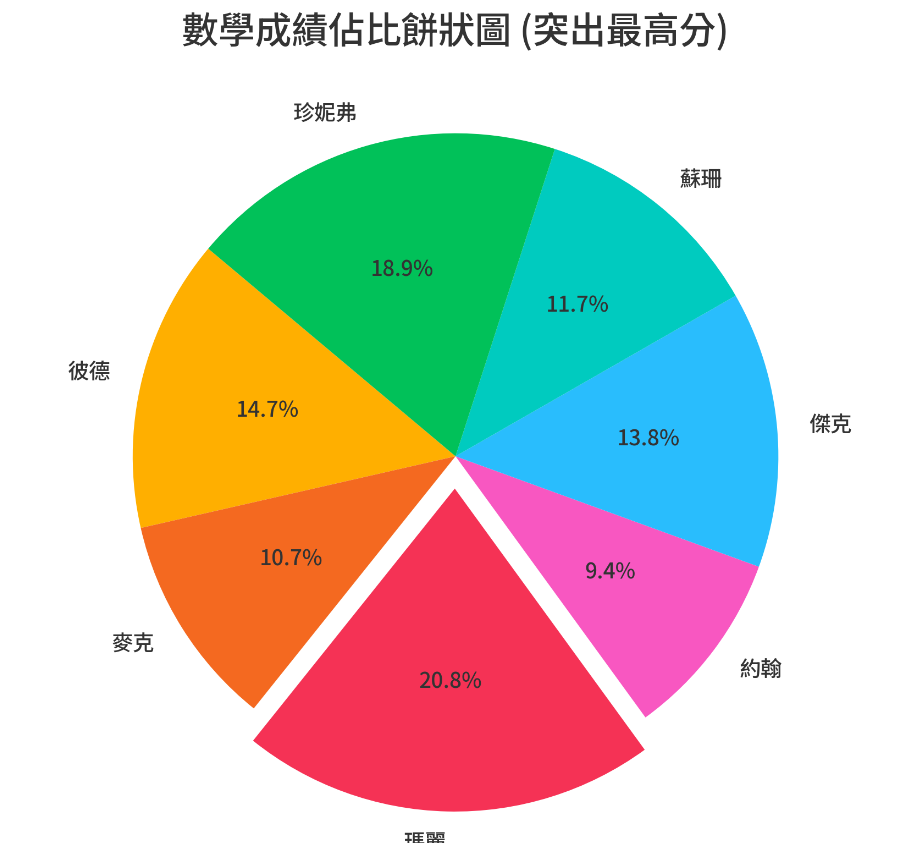 數學成績佔比餅狀圖 (突出最高分)
珍妮弗
蘇珊
18.9%
11.7%
彼德
14.7%
傑克
13.8%
10.7%
9.4%
麥克
約翰
20.8%
瑪麗